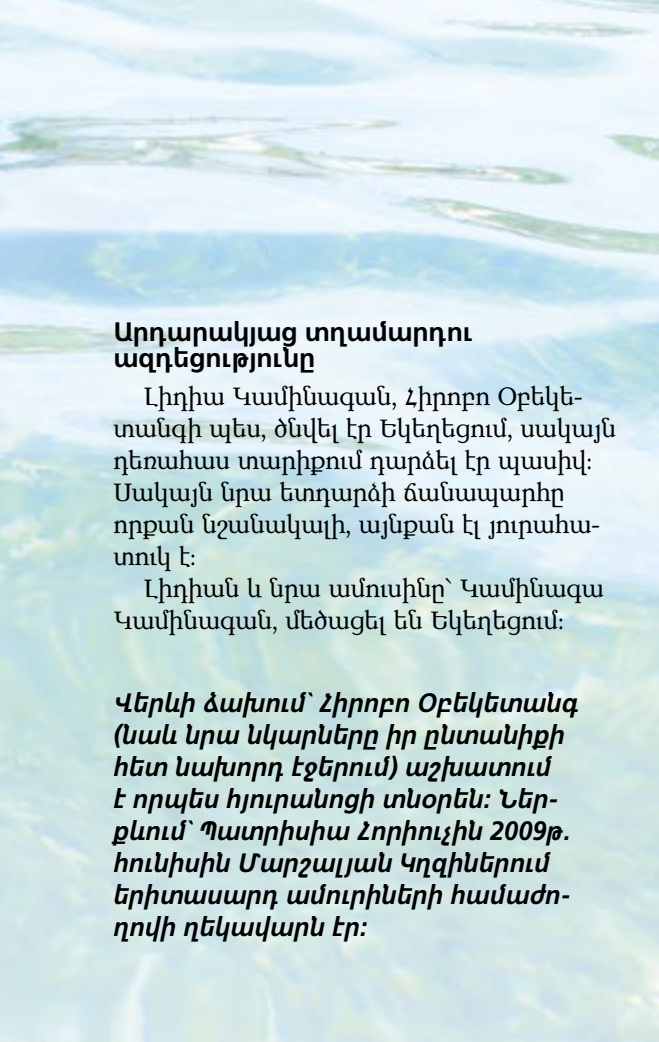 Արդարակյաց տղամարդու
ազդեցությունը
Լիդիա Կամինագան, Հիրոբո Օբեկե-
տանգի պես, ծնվել էր Եկեղեցում, սակայն
դեռահաս տարիքում դարձել էր պասիվ:
Սակայն նրա ետդարձի ճանապարհը
որքան նշանակալի, այնքան էլ յուրահա-
տուկ է:
Լիդիան և նրա ամուսինը՝ Կամինագա
Կամինագան, մեծացել են Եկեղեցում:
Վերևի ձախում՝ Հիրոբո Օբեկետանգ
(նաև նրա նկարները իր ընտանիքի
հետ նախորդ էջերում) աշխատում
է որպես հյուրանոցի տնօրեն: Ներ-
քևում՝ Պատրիսիա Հորիուչին 2009թ.
հունիսին Մարշալյան Կղզիներում
երիտասարդ ամուրիների համաժո-
ղովի ղեկավարն էր: